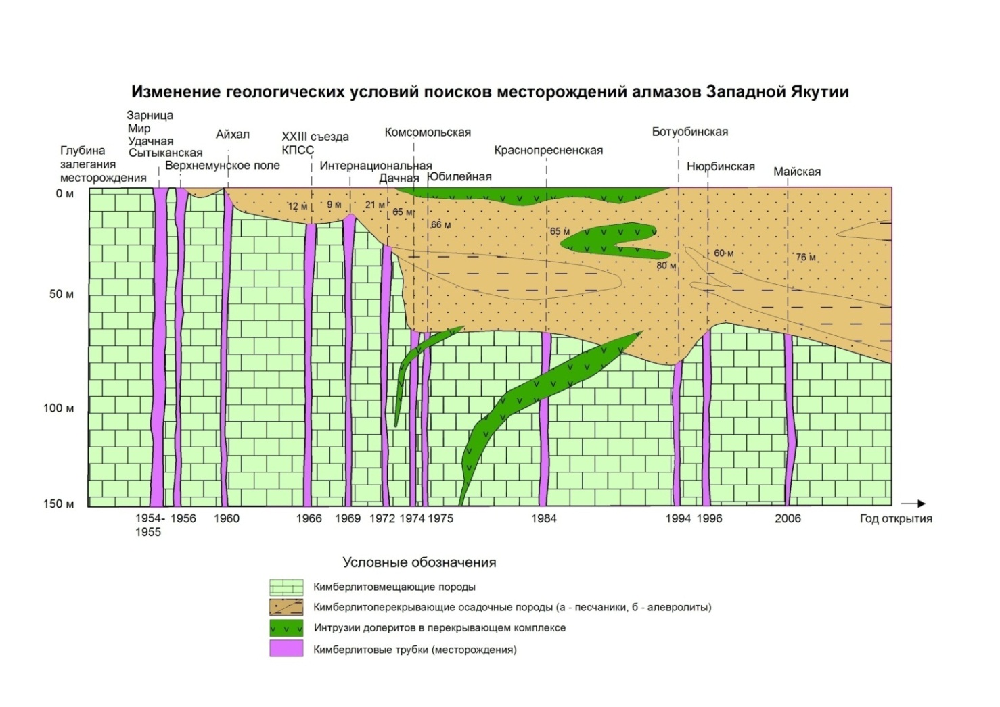 Изменение геологических условий поисков месторождений алмазов Западной Якутии
Зарница
Мир
Удачная
Сытыканская
Верхнемунское поле
Айхал
XXIII съезда
КПСС
Интернациональная
Дачная
Комсомольская
Юбилейная
Краснопресненская
Ботуобинская
Нюрбинская
Майская
Глубина
залегания
месторождения
0 м
50 м
100 м
150 м
12 м
9 м
21 м
65 м
66 м
65 м
80 м
60 м
76 м
1954-
1955
1956
1960
1966
1969
1972
1974
1975
1984
1994
1996
2006
Год открытия
Условные обозначения
Кимберлитовмещающие породы
Кимберлитоперекрывающие осадочные породы (а - песчаники, б - алевролиты)
Интрузии долеритов в перекрывающем комплексе
Кимберлитовые трубки (месторождения)